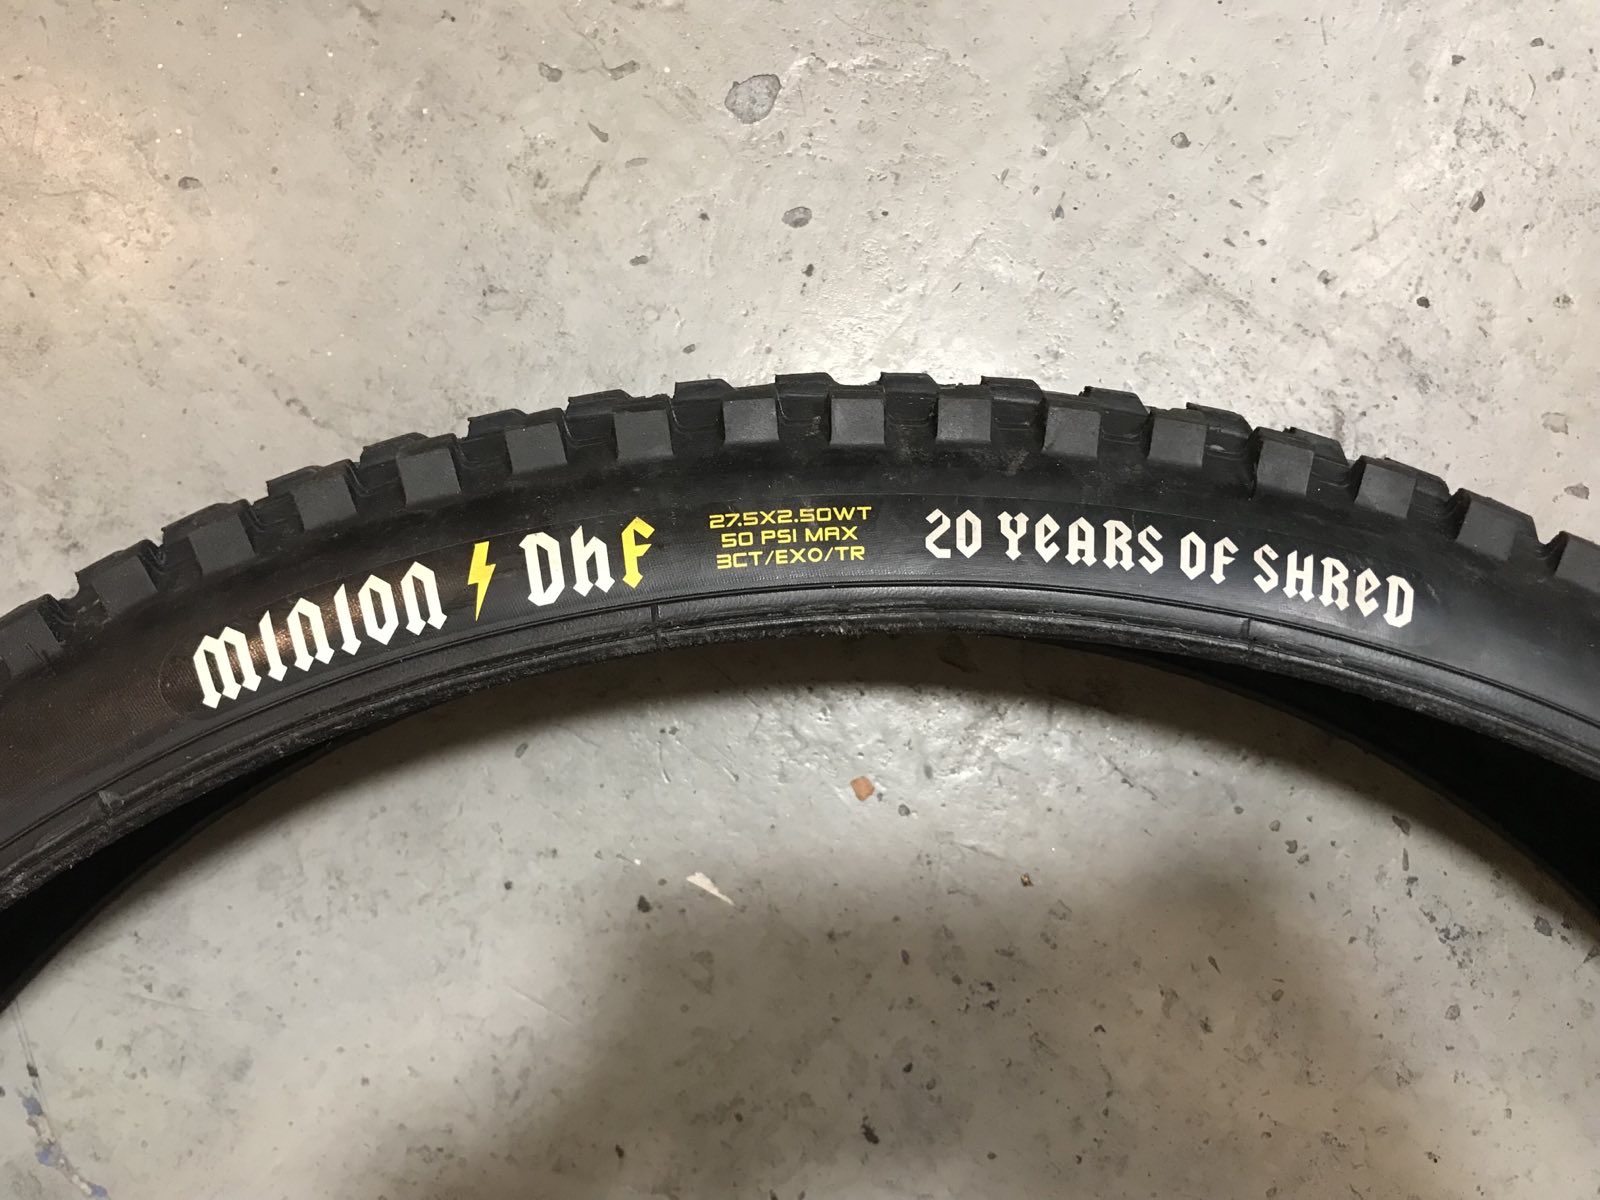 MINION DhF
27.5X2.50WT
50 PSI MAX
3CT/EXO/TR
20 YEARS OF SHReD